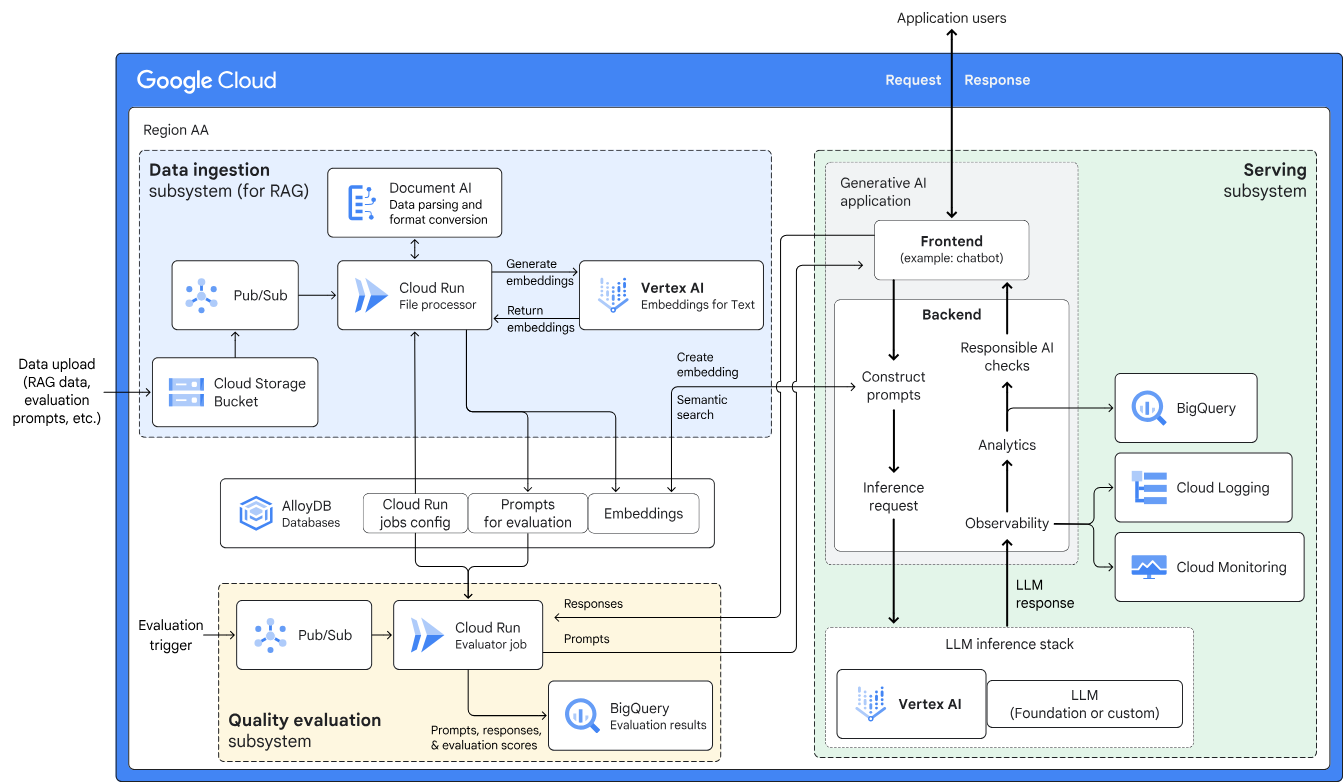 Application users
Google Cloud
Request
Response
Region AA
Data ingestion
subsystem (for RAG)
Document AI
Data parsing and
format conversion
Pub/Sub
Cloud Run
File processor
Generate
embeddings
Return
embeddings
Vertex AI
Embeddings for Text
Data upload
(RAG data,
evaluation
prompts, etc.)
Cloud Storage
Bucket
Create
embedding
Semantic
search
AlloyDB
Databases
Cloud Run
jobs config
Prompts
for evaluation
Embeddings
Evaluation
trigger
Pub/Sub
Cloud Run
Evaluator job
Responses
Prompts
Quality evaluation
subsystem
Prompts, responses,
& evaluation scores
BigQuery
Evaluation results
Serving
subsystem
Generative AI
application
Frontend
(example: chatbot)
Backend
Construct
prompts
Inference
request
Responsible AI
checks
Analytics
Observability
BigQuery
Cloud Logging
Cloud Monitoring
LLM
response
LLM inference stack
Vertex AI
LLM
(Foundation or custom)